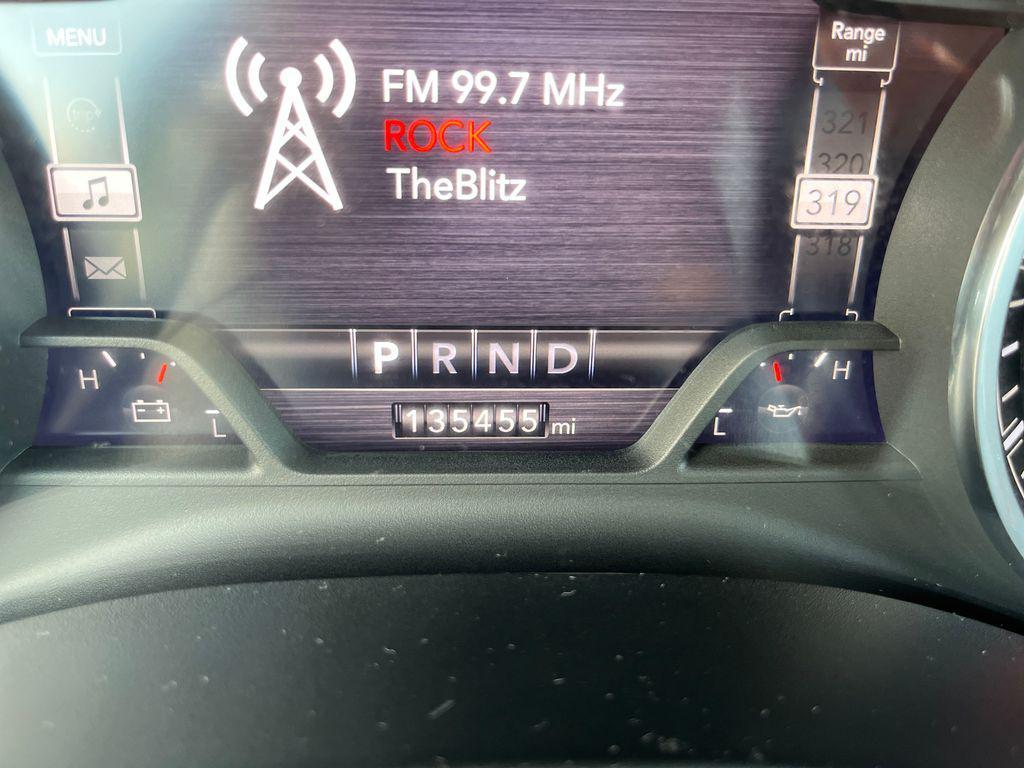 MENU
FM 99.7 MHz
ROCK
TheBlitz
Range
mi
321
320
319
318
P R N D
H
L
135455 mi
H
L